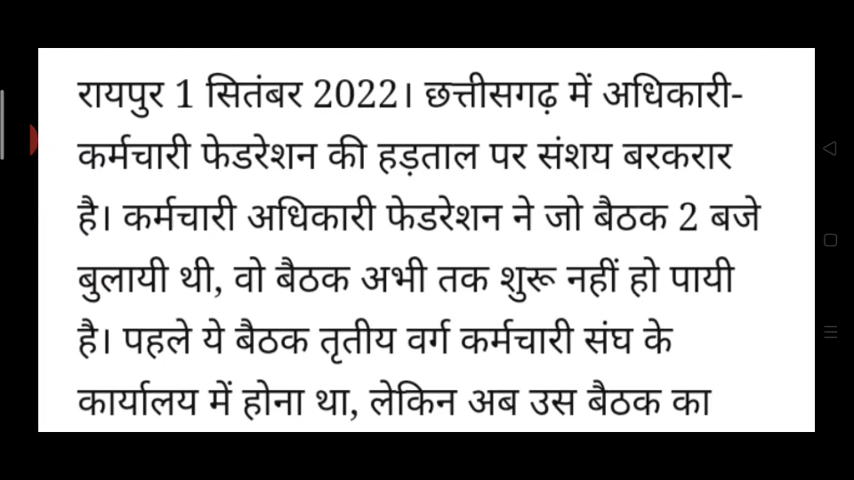 रायपुर 1 सितंबर 2022। छत्तीसगढ़ में अधिकारी-
कर्मचारी फेडरेशन की हड़ताल पर संशय बरकरार
है। कर्मचारी अधिकारी फेडरेशन ने जो बैठक 2 बजे
बुलायी थी, वो बैठक अभी तक शुरू नहीं हो पायी
है। पहले ये बैठक तृतीय वर्ग कर्मचारी संघ के
कार्यालय में होना था, लेकिन अब उस बैठक का